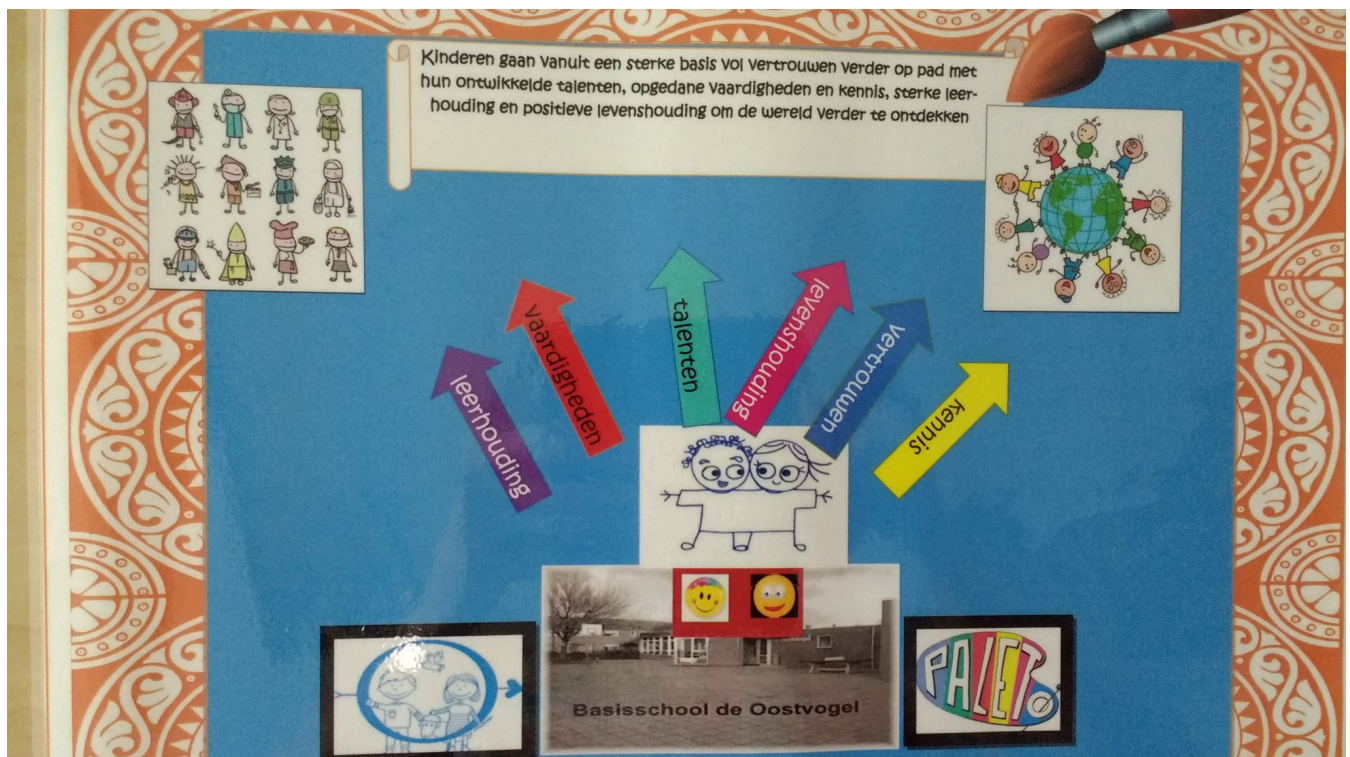 Kinderen gaan vanuit een sterke basis vol vertrouwen verder op pad met
hun ontwikkelde talenten, opgedane vaardigheden en kennis, sterke leer-
houding en positieve levenshouding om de wereld verder te ontdekken
leerhouding
vaardigheden
talenten
levenshouding
vertrouwen
kennis
Basisschool de Oostvogel
PALET